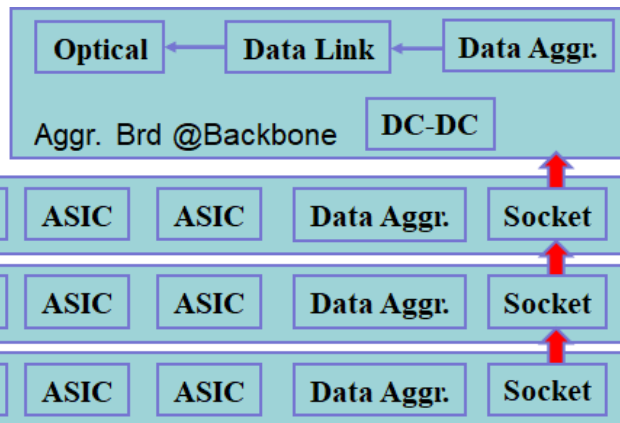 Optical Data Link Data Aggr.
Aggr. Brd @Backbone DC-DC
ASIC ASIC Data Aggr. Socket
ASIC ASIC Data Aggr. Socket
ASIC ASIC Data Aggr. Socket